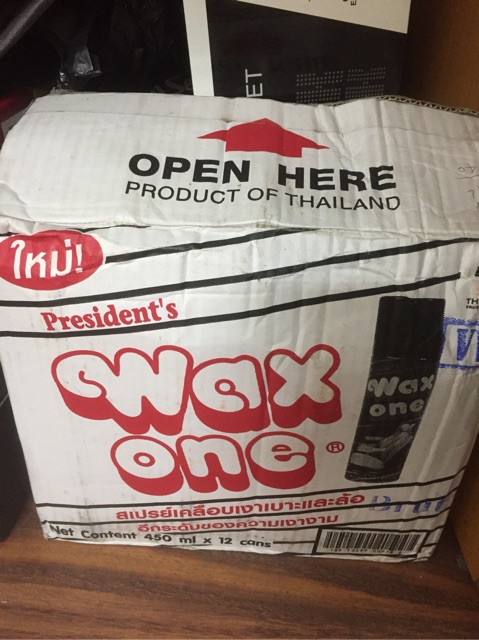 OPEN HERE
PRODUCT OF THAILAND
ใหม่!
President's
wax
one®
wax
one
สเปรย์เคลือบเงาเบาะและล้อ
อีกระดับของความเงางาม
Net Content 450 ml x 12 cans